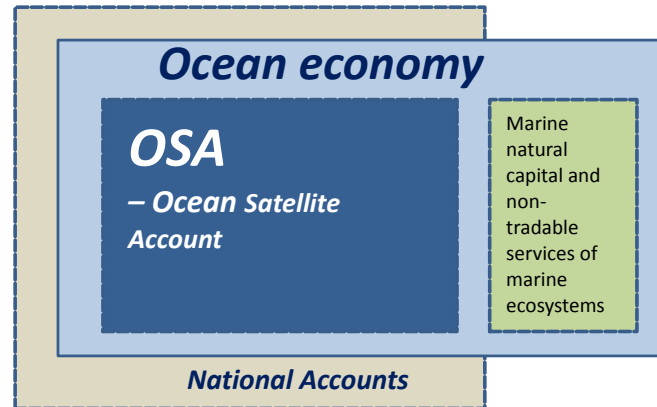 Ocean economy
OSA
– Ocean Satellite
Account
Marine
natural
capital and
non-
tradable
services of
marine
ecosystems
National Accounts